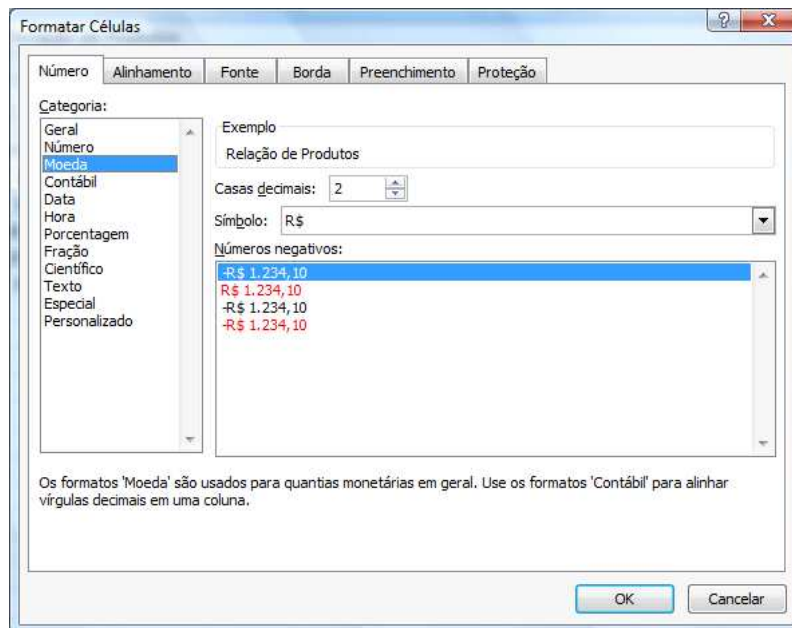 Formatar Células
Número Alinhamento Fonte Borda Preenchimento Proteção
Categoria:
Geral
Número
Moeda
Contábil
Data
Hora
Porcentagem
Fração
Científico
Texto
Especial
Personalizado
Exemplo
Relação de Produtos
Casas decimais: 2
Símbolo: R$
Números negativos:
-R$ 1.234,10
R$ 1.234,10
-R$ 1.234,10
-R$ 1.234,10
Os formatos 'Moeda' são usados para quantias monetárias em geral. Use os formatos 'Contábil' para alinhar
vírgulas decimais em uma coluna.
OK Cancelar